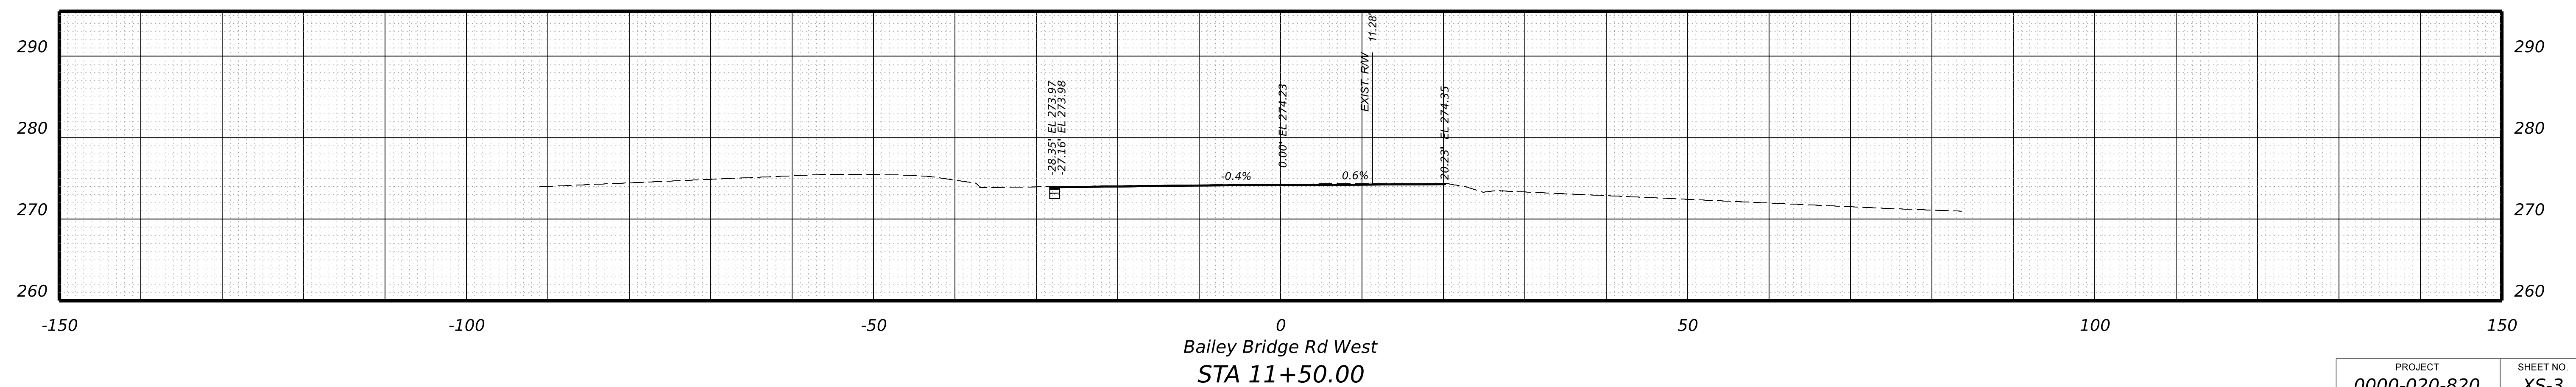 290
280
270
260
290
280
270
260
-28.35' EL 273.97
-27.16' EL 273.98
0.00' EL 274.23
EXIST. R/W 11.28'
20.23' EL 274.35
-0.4%
0.6%
-150 -100 -50 0 50 100 150
Bailey Bridge Rd West
STA 11+50.00
PROJECT
0000-020-820
SHEET NO.
XS-3